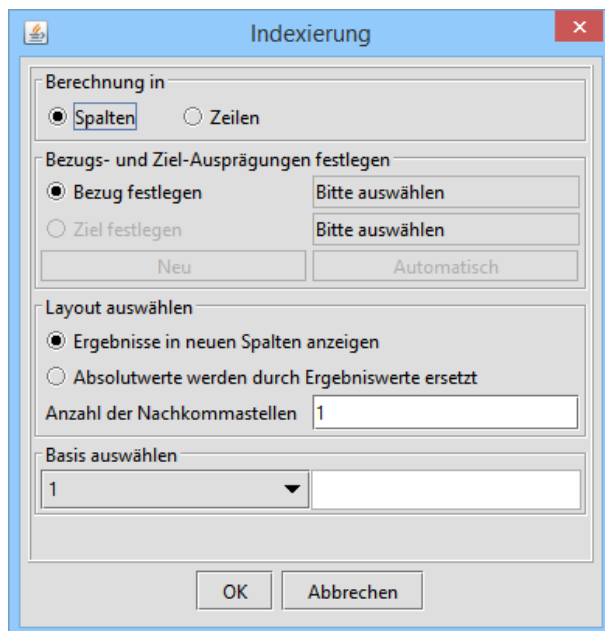 Indexierung
Berechnung in
Spalten Zeilen
Bezugs- und Ziel-Ausprägungen festlegen
Bezug festlegen Bitte auswählen
Ziel festlegen Bitte auswählen
Neu Automatisch
Layout auswählen
Ergebnisse in neuen Spalten anzeigen
Absolutwerte werden durch Ergebniswerte ersetzt
Anzahl der Nachkommastellen 1
Basis auswählen
1
OK Abbrechen